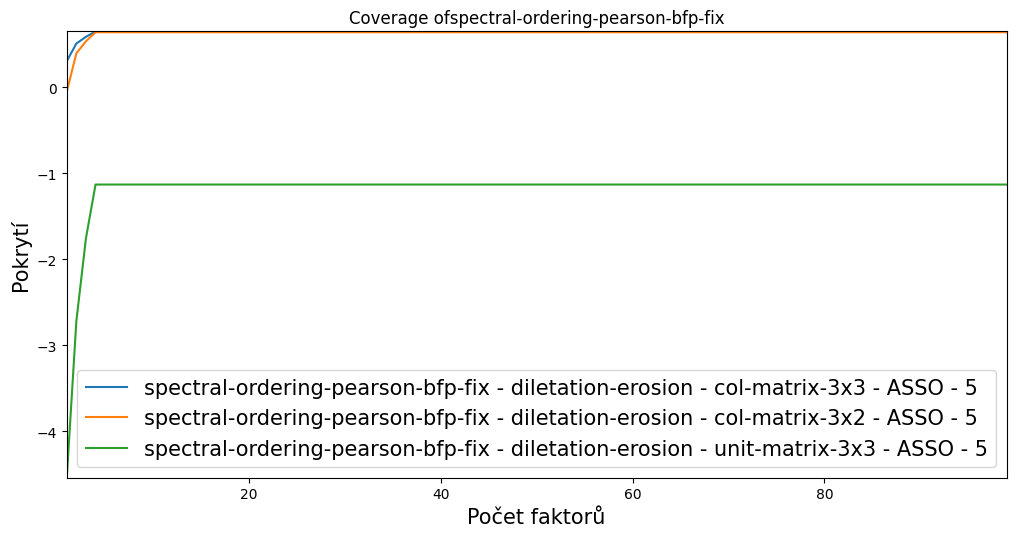 Coverage ofspectral-ordering-pearson-bfp-fix
Pokrytí
0
−1
−2
−3
−4
spectral-ordering-pearson-bfp-fix - diletation-erosion - col-matrix-3x3 - ASSO - 5
spectral-ordering-pearson-bfp-fix - diletation-erosion - col-matrix-3x2 - ASSO - 5
spectral-ordering-pearson-bfp-fix - diletation-erosion - unit-matrix-3x3 - ASSO - 5
20 40 60 80
Počet faktorů